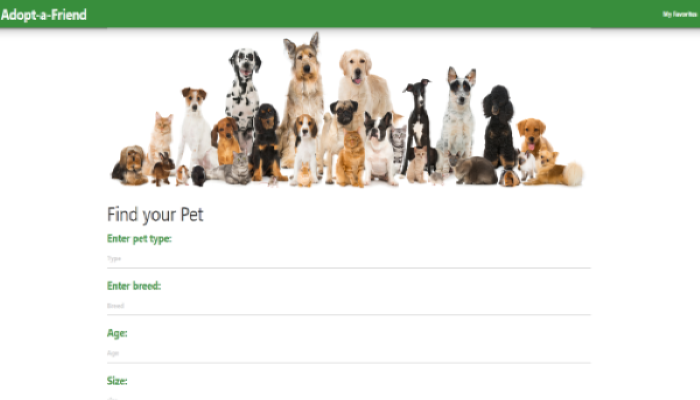 Adopt-a-Friend
My Favorites
Find your Pet
Enter pet type:
Type
Enter breed:
Breed
Age:
Age
Size: